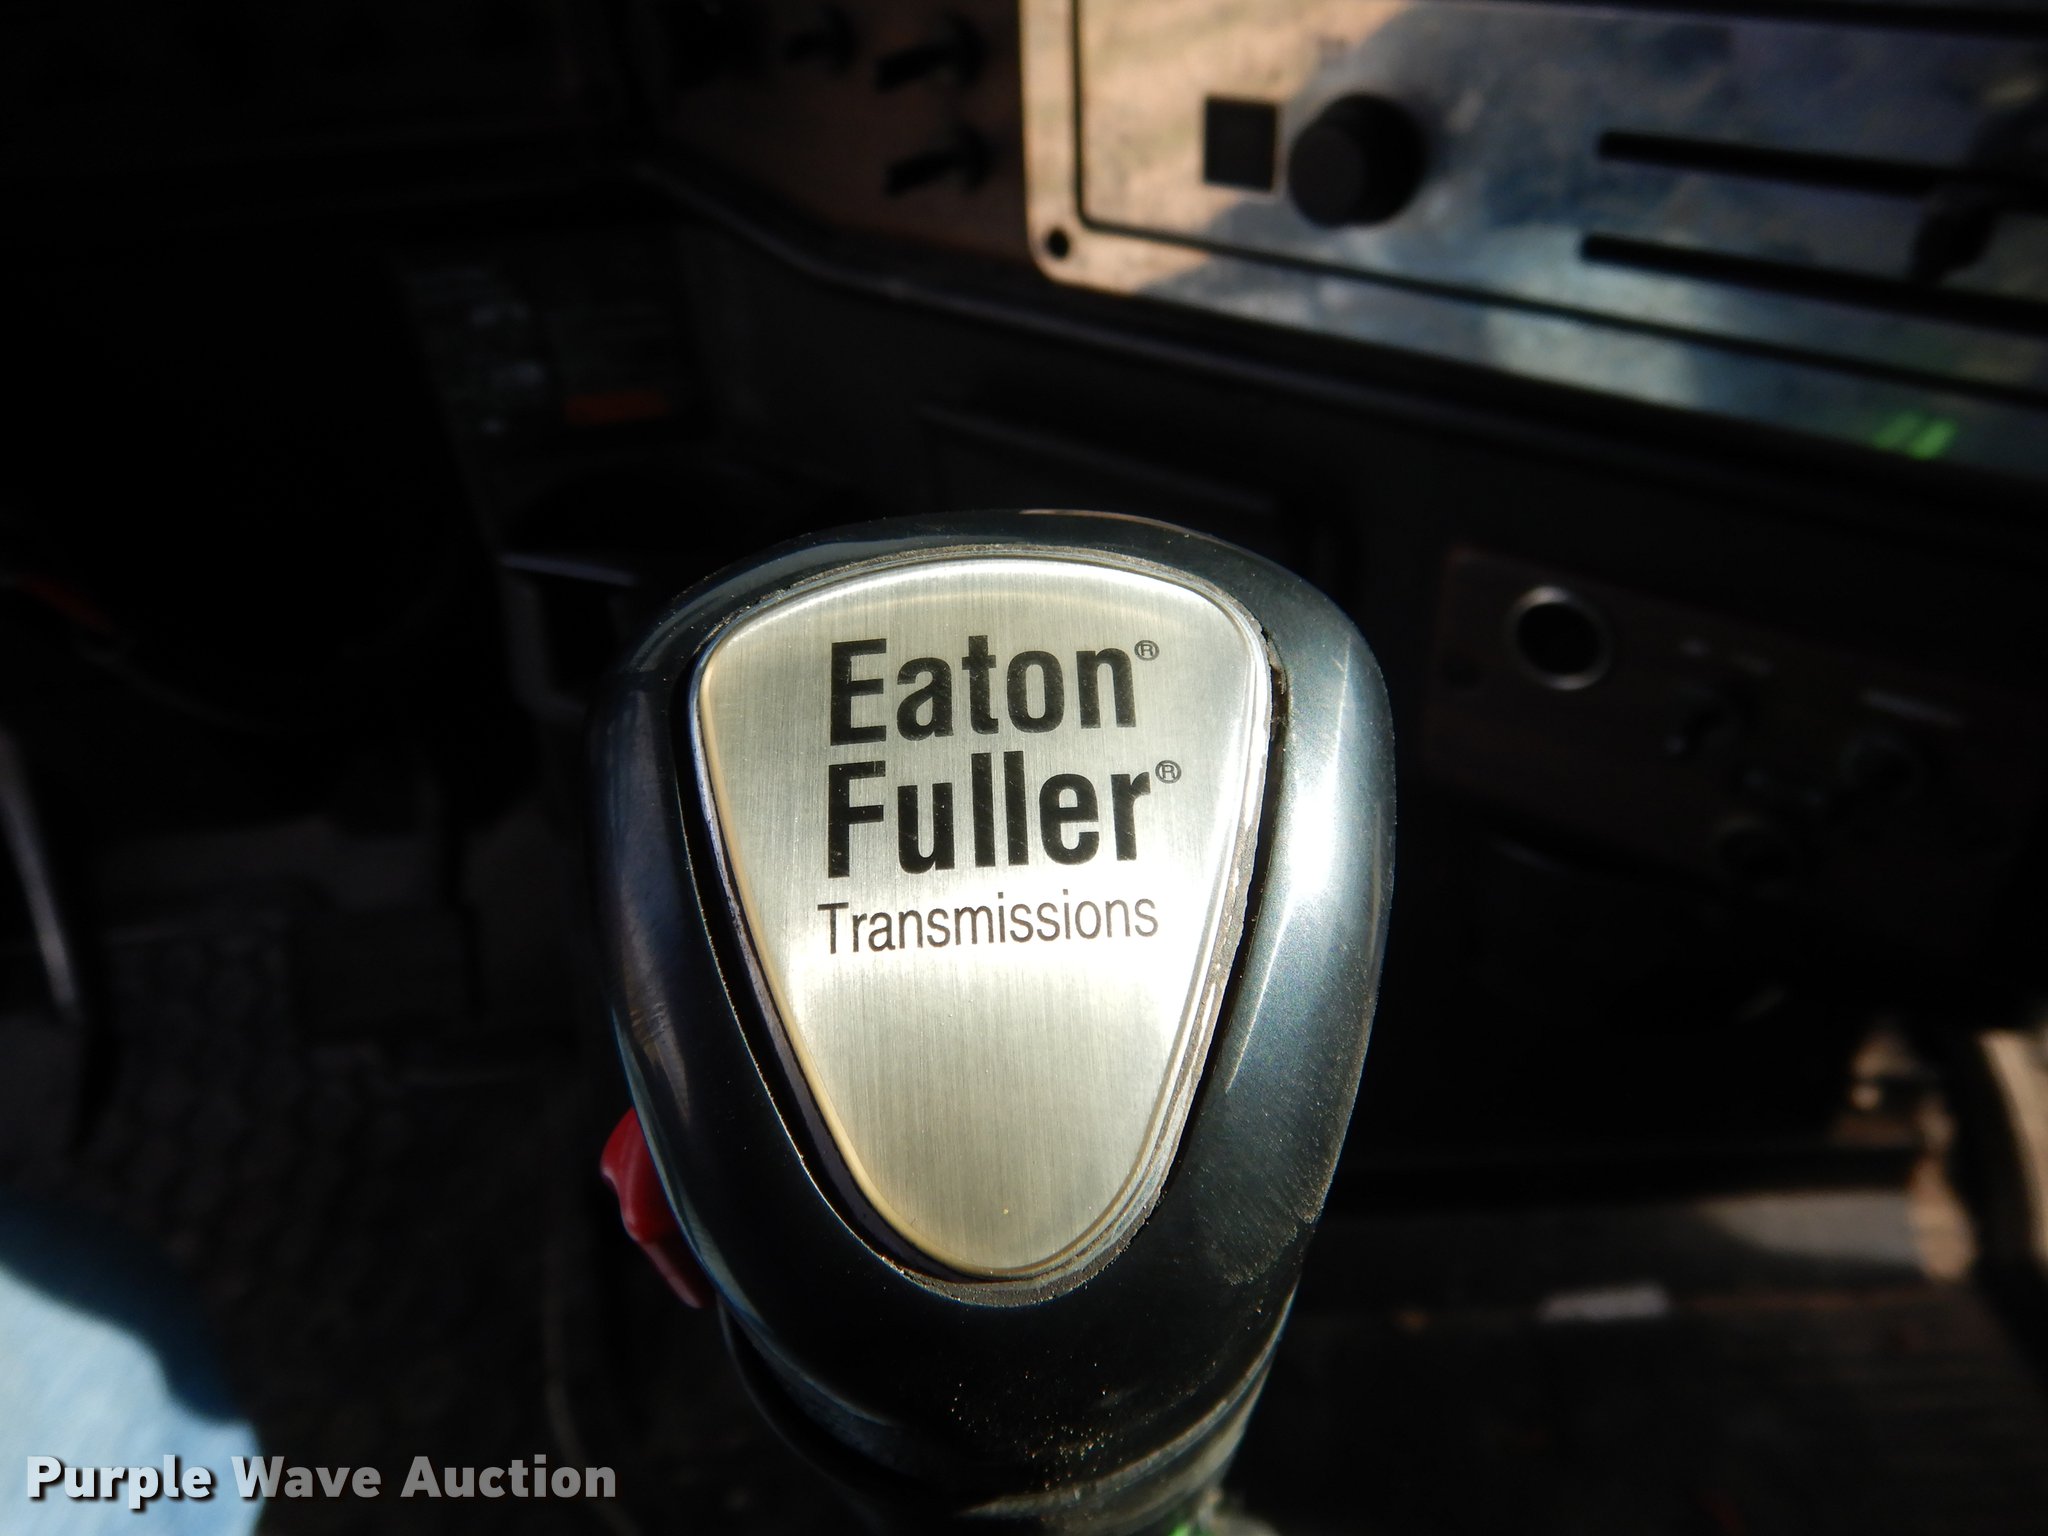 Eaton®
Fuller®
Transmissions
Purple Wave Auction